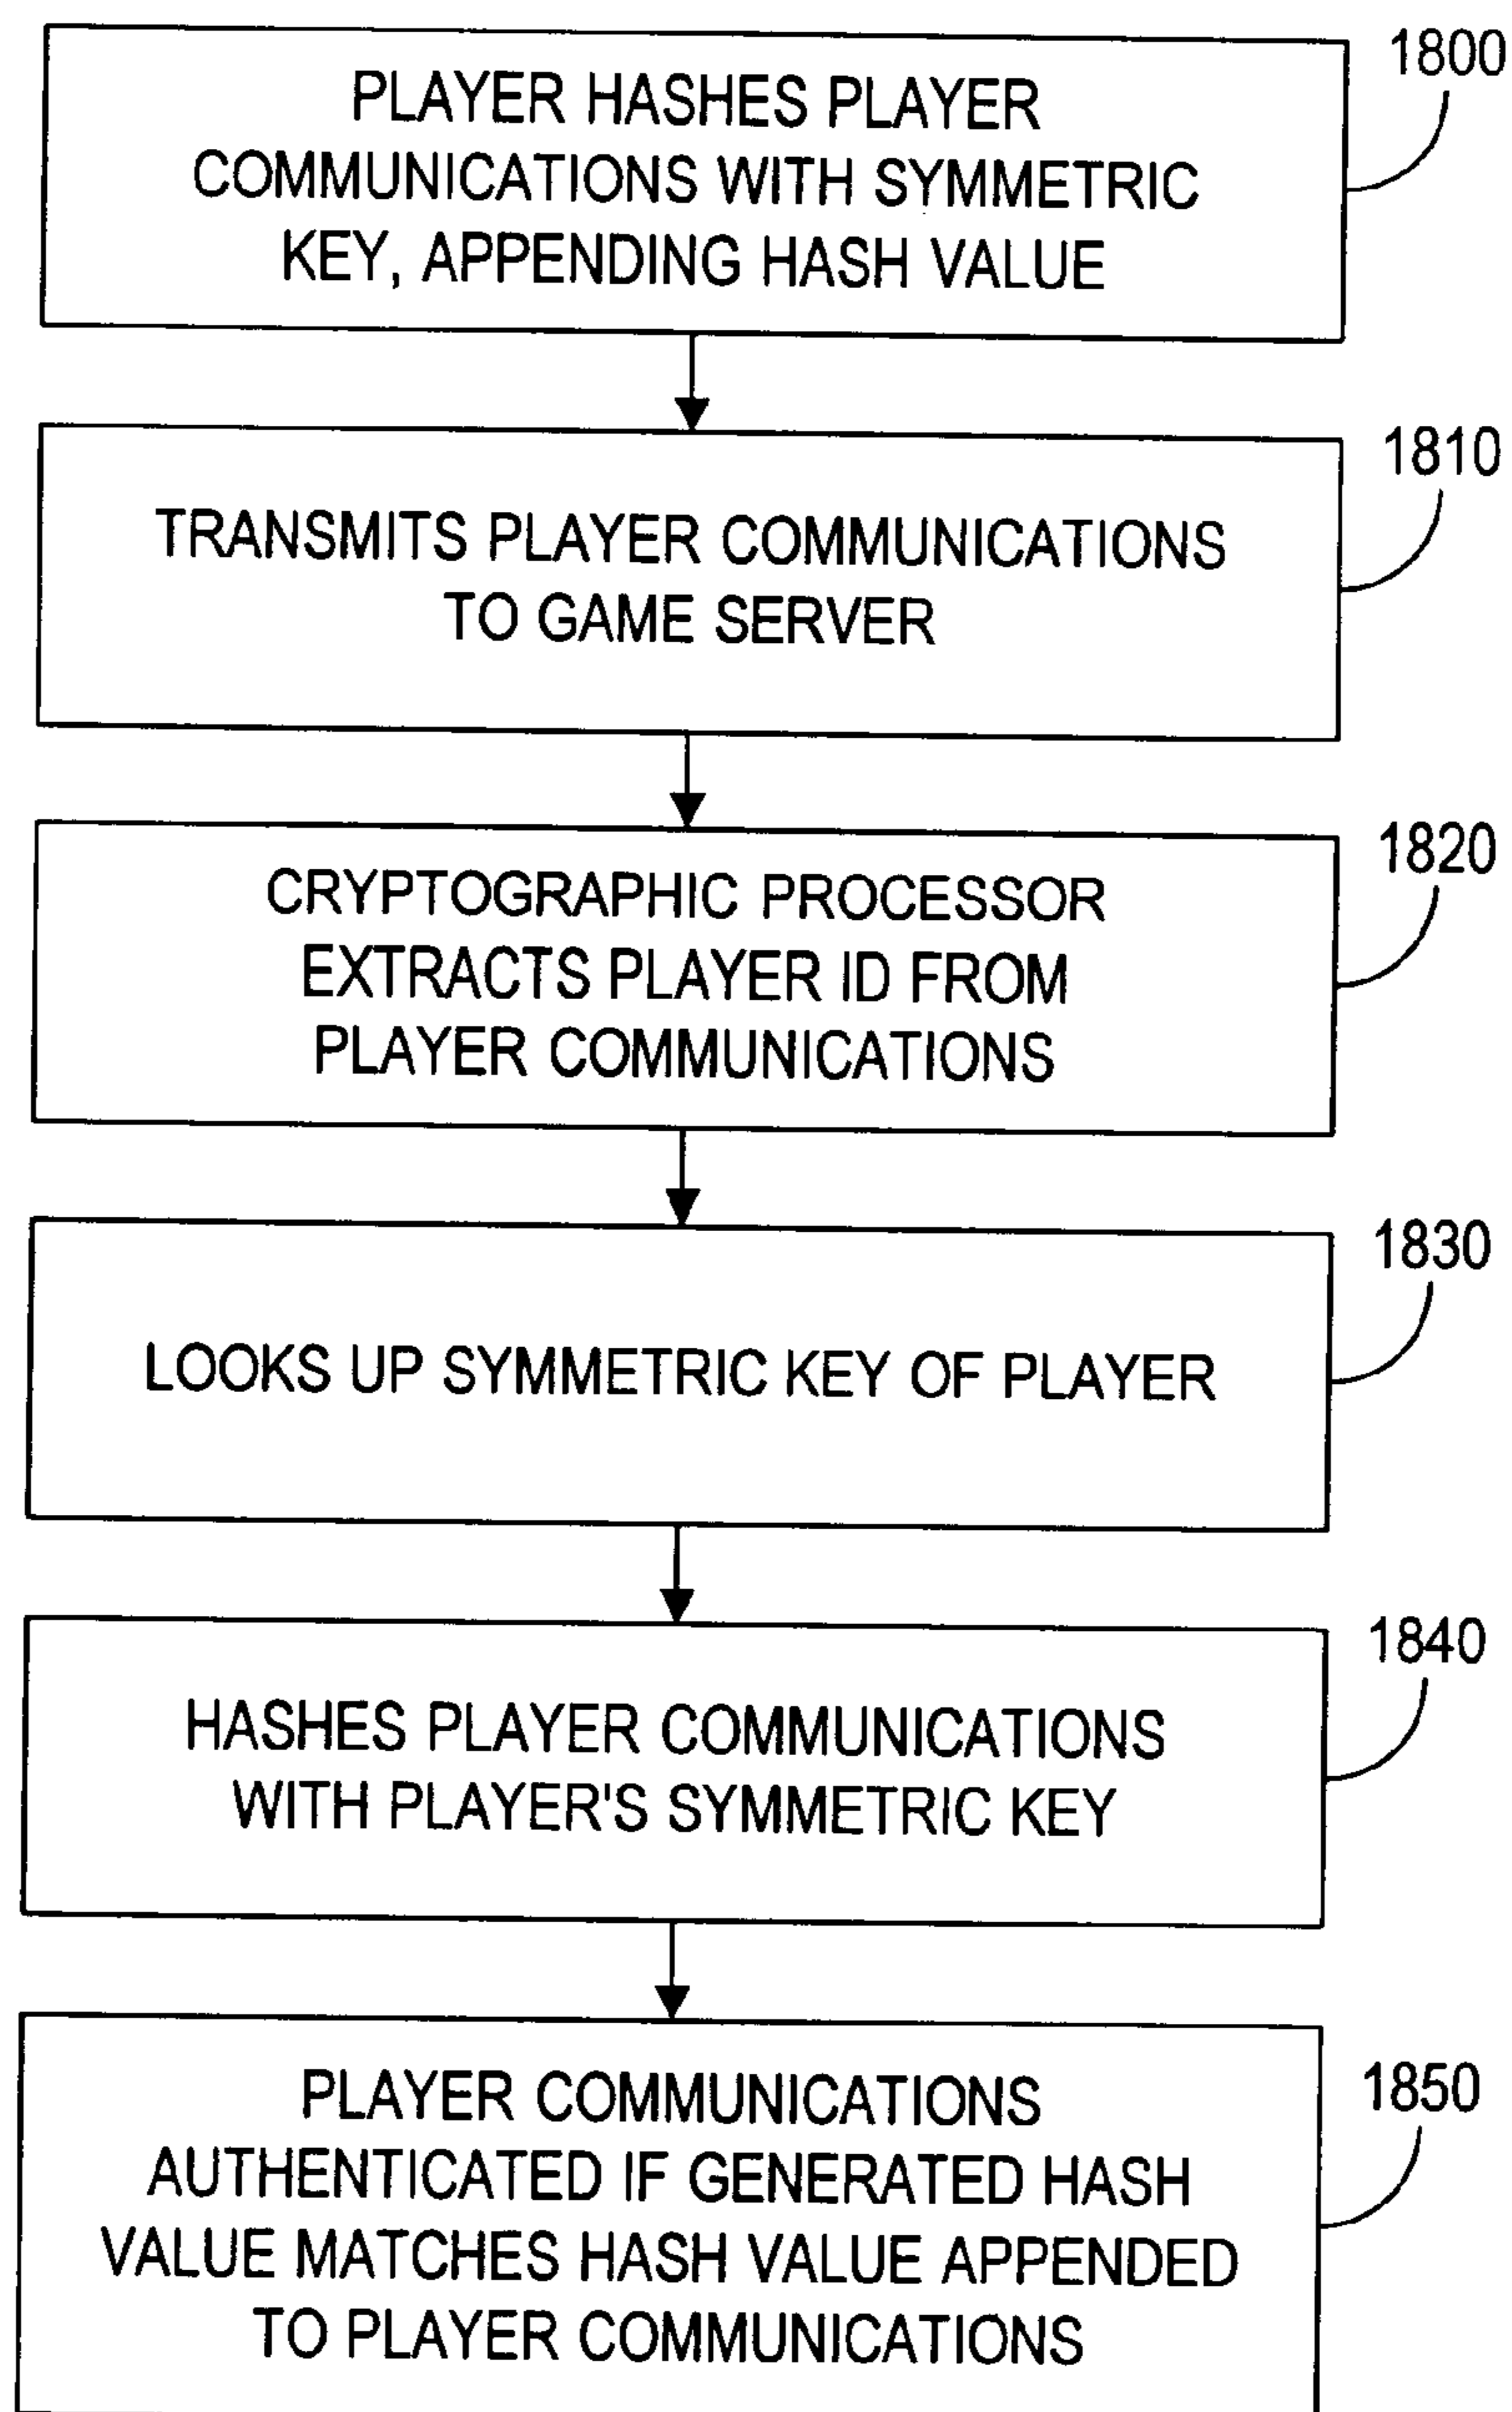 1800
PLAYER HASHES PLAYER
COMMUNICATIONS WITH SYMMETRIC
KEY, APPENDING HASH VALUE
1810
TRANSMITS PLAYER COMMUNICATIONS
TO GAME SERVER
1820
CRYPTOGRAPHIC PROCESSOR
EXTRACTS PLAYER ID FROM
PLAYER COMMUNICATIONS
1830
LOOKS UP SYMMETRIC KEY OF PLAYER
1840
HASHES PLAYER COMMUNICATIONS
WITH PLAYER'S SYMMETRIC KEY
1850
PLAYER COMMUNICATIONS
AUTHENTICATED IF GENERATED HASH
VALUE MATCHES HASH VALUE APPENDED
TO PLAYER COMMUNICATIONS